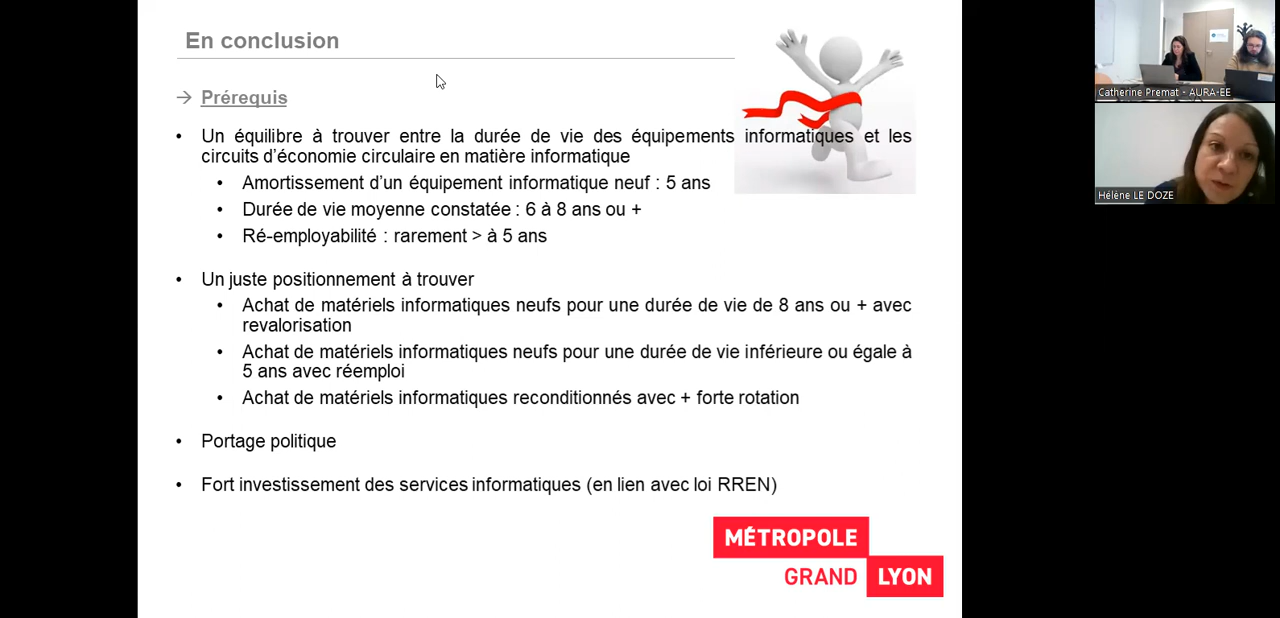 En conclusion
→ Prérequis
• Un équilibre à trouver entre la durée de vie des équipements informatiques et les
circuits d'économie circulaire en matière informatique
• Amortissement d'un équipement informatique neuf : 5 ans
• Durée de vie moyenne constatée : 6 à 8 ans ou +
• Ré-employabilité : rarement > à 5 ans
• Un juste positionnement à trouver
• Achat de matériels informatiques neufs pour une durée de vie de 8 ans ou + avec
revalorisation
• Achat de matériels informatiques neufs pour une durée de vie inférieure ou égale à
5 ans avec réemploi
• Achat de matériels informatiques reconditionnés avec + forte rotation
• Portage politique
• Fort investissement des services informatiques (en lien avec loi RREN)
MÉTROPOLE
GRAND LYON
Catherine Premat - AURA-EE
Hélène LE DOZE